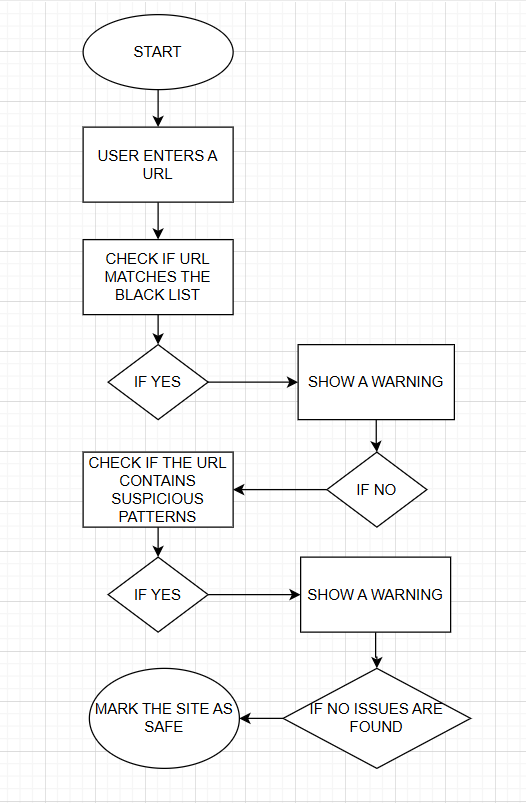 START
USER ENTERS A
URL
CHECK IF URL
MATCHES THE
BLACK LIST
IF YES
SHOW A WARNING
IF NO
CHECK IF THE URL
CONTAINS
SUSPICIOUS
PATTERNS
IF YES
SHOW A WARNING
IF NO ISSUES ARE
FOUND
MARK THE SITE AS
SAFE